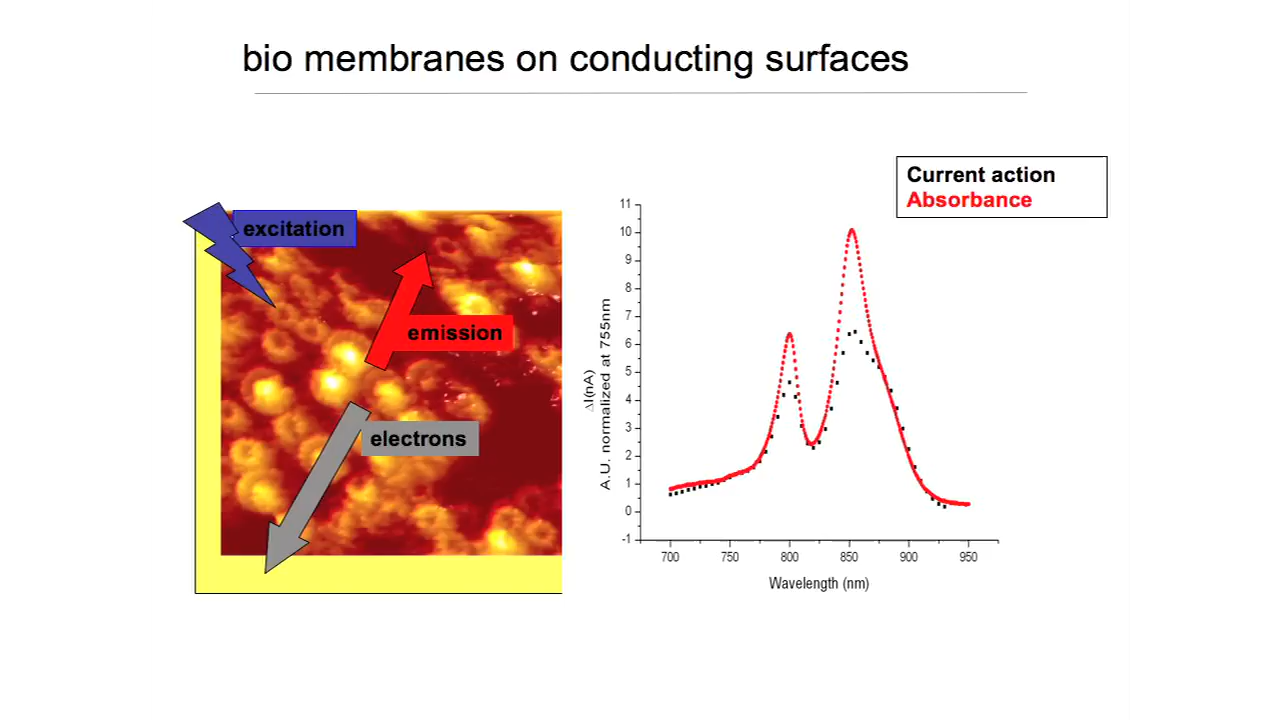 bio membranes on conducting surfaces
excitation
emission
electrons
Current action
Absorbance
11
10
9
8
7
6
5
4
3
2
1
0
-1
ΔI(nA)
A.U. normalized at 755nm
700 750 800 850 900 950
Wavelength (nm)